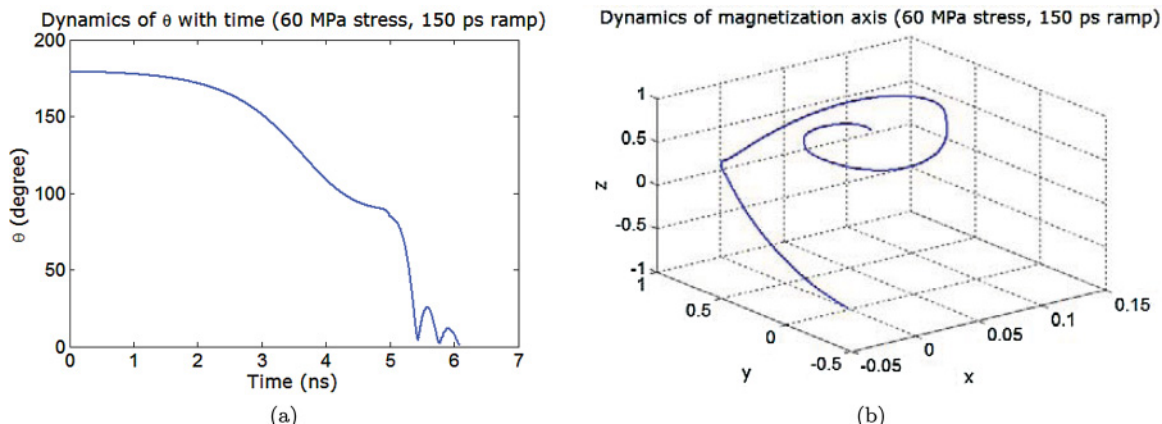 Dynamics of θ with time (60 MPa stress, 150 ps ramp)
200
150
100
50
0
θ (degree)
0 1 2 3 4 5 6 7
Time (ns)
(a)
Dynamics of magnetization axis (60 MPa stress, 150 ps ramp)
1
0.5
0
-0.5
-1
z
1
0.5
0
-0.5
y
-0.05
0
0.05
0.1
0.15
x
(b)